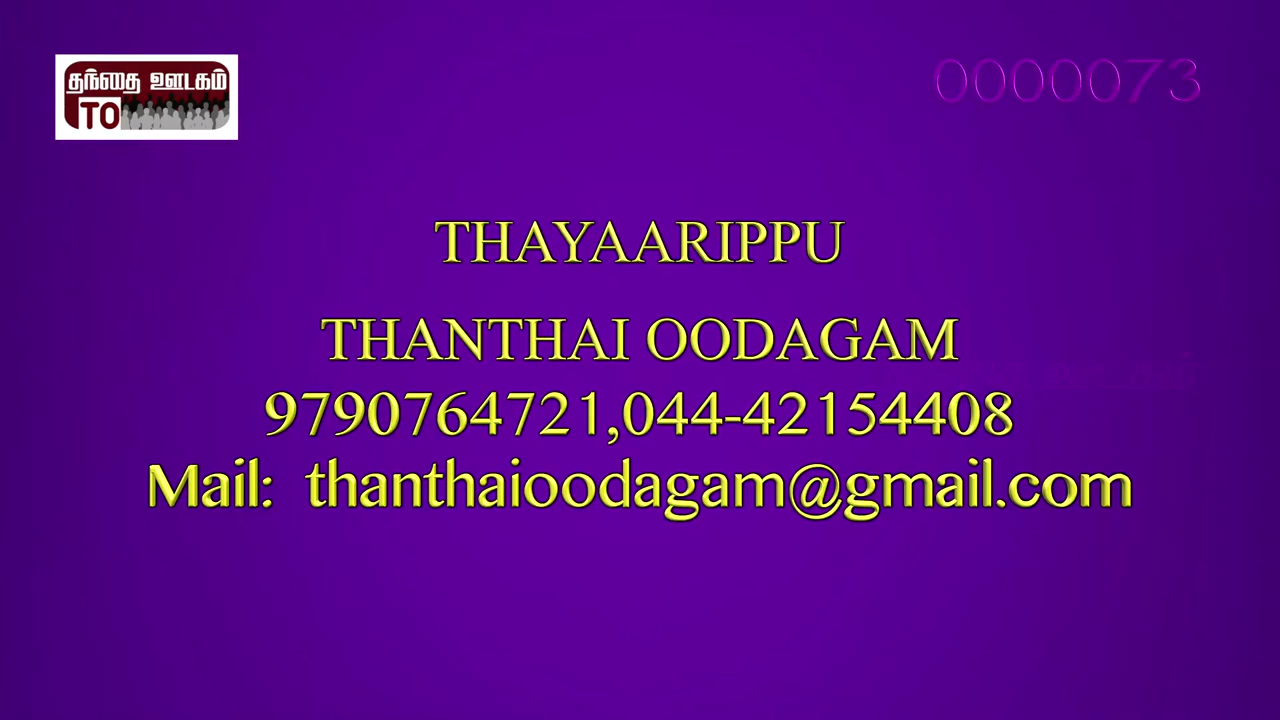 தந்தை ஊடகம்
TO
0000073
THAYAARIPPU
THANTHAI OODAGAM
9790764721,044-42154408
Mail: thanthaioodagam@gmail.com